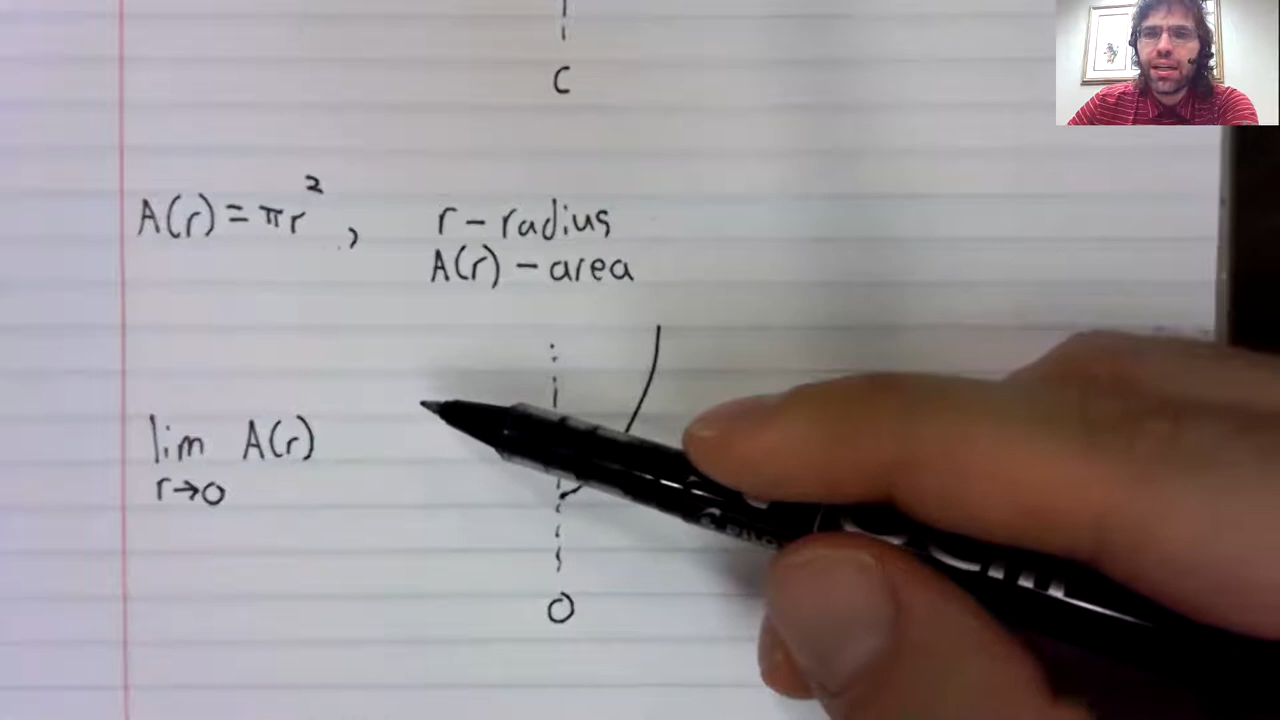 C
A(r) = πr², r – radius
A(r) – area
lim A(r)
r→0
0